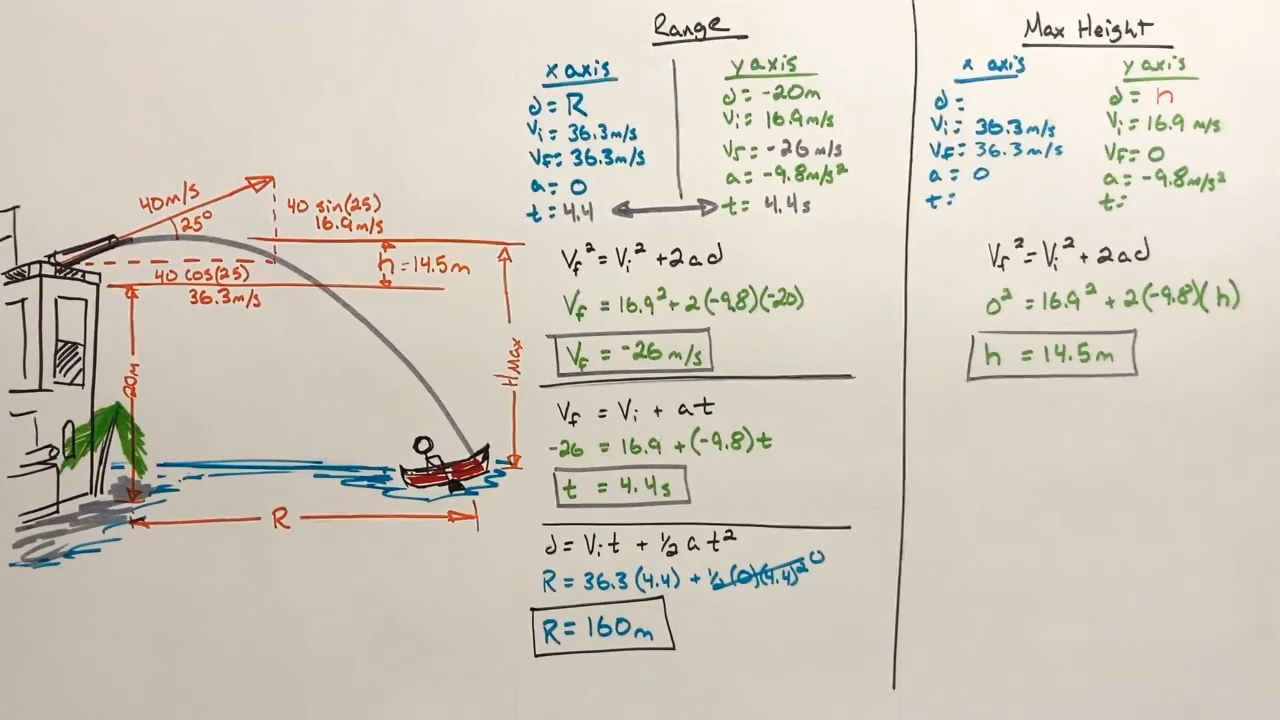 Range
x axis
d = R
Vi = 36.3m/s
VF = 36.3m/s
a = 0
t = 4.4
y axis
d = -20m
Vi = 16.9m/s
VF = -26m/s
a = -9.8m/s²
t = 4.4s
Vf² = Vi² + 2ad
Vf = 16.9² + 2(-9.8)(-20)
Vf = -26 m/s
Vf = Vi + at
-26 = 16.9 + (-9.8)t
t = 4.4s
d = Vi t + ½ a t²
R = 36.3(4.4) + ½(0)(4.4)² 0
R = 160m
Max Height
x axis
d =
Vi = 36.3m/s
VF = 36.3m/s
a = 0
t:
y axis
d = h
Vi = 16.9 m/s
VF = 0
a = -9.8m/s²
t:
Vf² = Vi² + 2ad
0² = 16.9² + 2(-9.8)(h)
h = 14.5m
40m/s
25°
40 sin(25)
16.9m/s
40 cos(25)
36.3m/s
h = 14.5m
20m
HMax
R